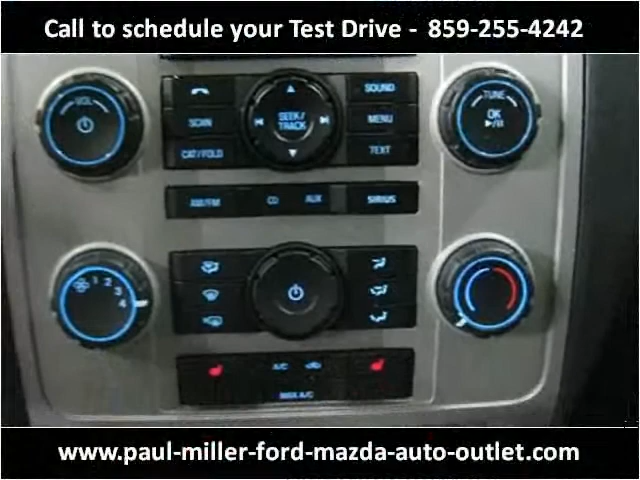 Call to schedule your Test Drive - 859-255-4242
VOL
SOUND
TUNE
SCAN
SEEK/
TRACK
MENU
OK
CAT/FOLD
TEXT
AM/FM
CD
AUX
SIRIUS
1 2 3 4
A/C
MAX A/C
www.paul-miller-ford-mazda-auto-outlet.com